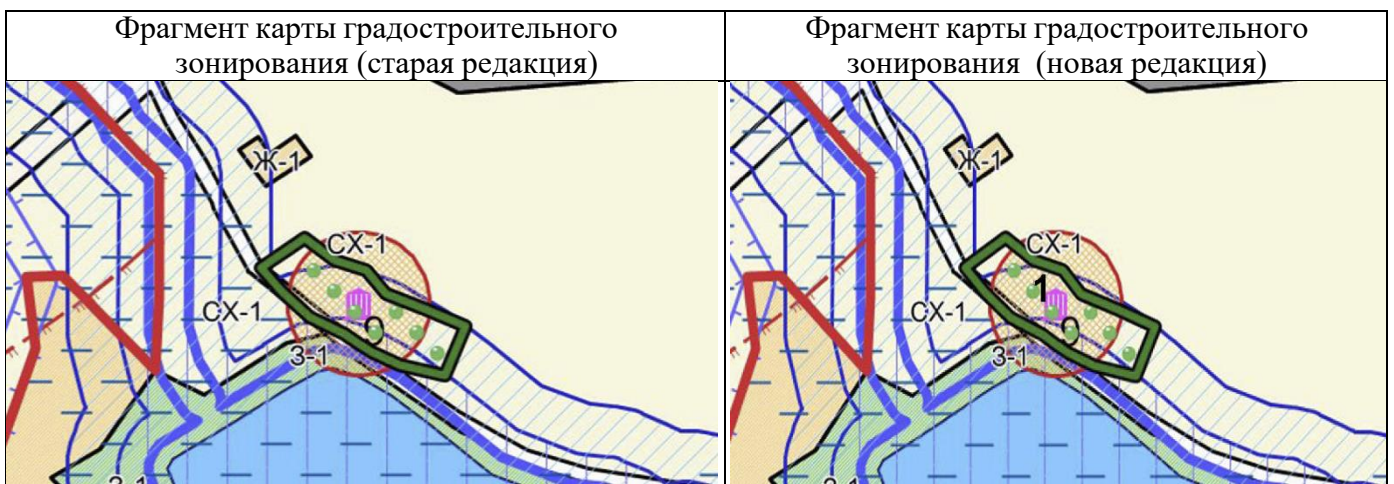 Фрагмент карты градостроительного
зонирования (старая редакция)
Ж-1
СХ-1
СХ-1
З-1
Фрагмент карты градостроительного
зонирования  (новая редакция)
Ж-1
СХ-1
1
СХ-1
З-1